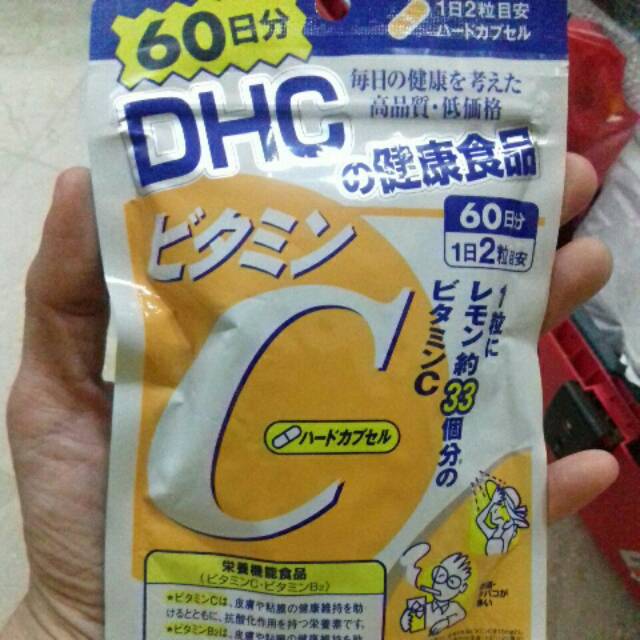 60日分
1日2粒目安
ハードカプセル
DHC
毎日の健康を考えた
高品質・低価格
の健康食品
60日分
1日2粒目安
ビタミン
C
1粒に
レモン約33個分の
ビタミンC
ハードカプセル
栄養機能食品
(ビタミンC・ビタミンB2)
★ビタミンCは、皮膚や粘膜の健康維持を助
けるとともに、抗酸化作用を持つ栄養素です。
★ビタミンB2は、皮膚や粘膜の健康維持を助